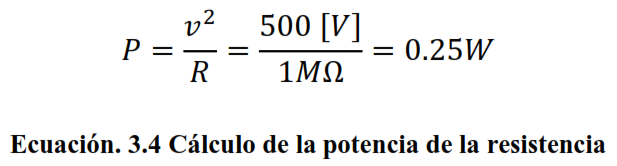 P = v² / R = 500 [V] / 1MΩ = 0.25W
Ecuación. 3.4 Cálculo de la potencia de la resistencia